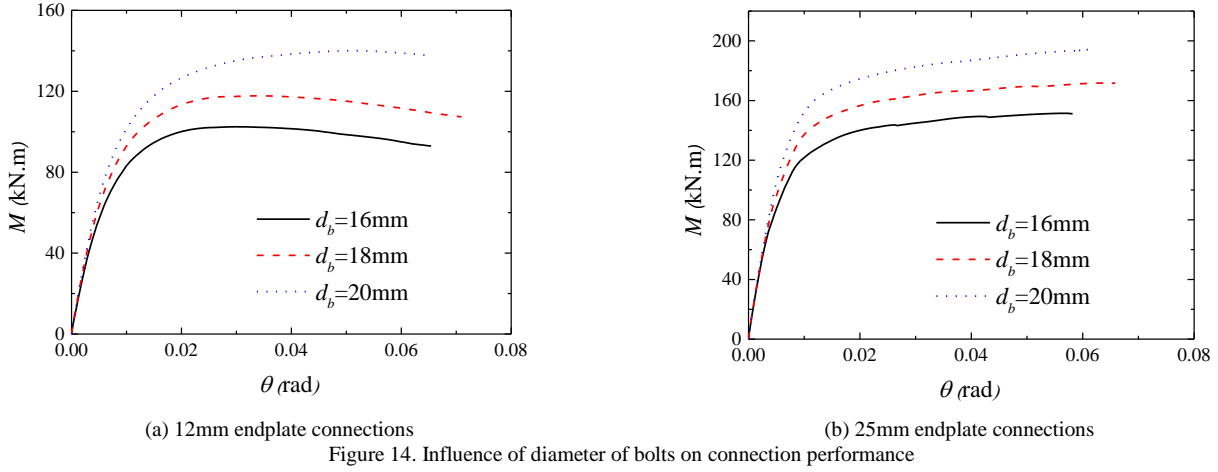 160
120
80
40
0
M (kN.m)
d_b=16mm
d_b=18mm
d_b=20mm
0.00 0.02 0.04 0.06 0.08
θ (rad)
(a) 12mm endplate connections
200
160
120
80
40
0
M (kN.m)
d_b=16mm
d_b=18mm
d_b=20mm
0.00 0.02 0.04 0.06 0.08
θ (rad)
(b) 25mm endplate connections
Figure 14. Influence of diameter of bolts on connection performance